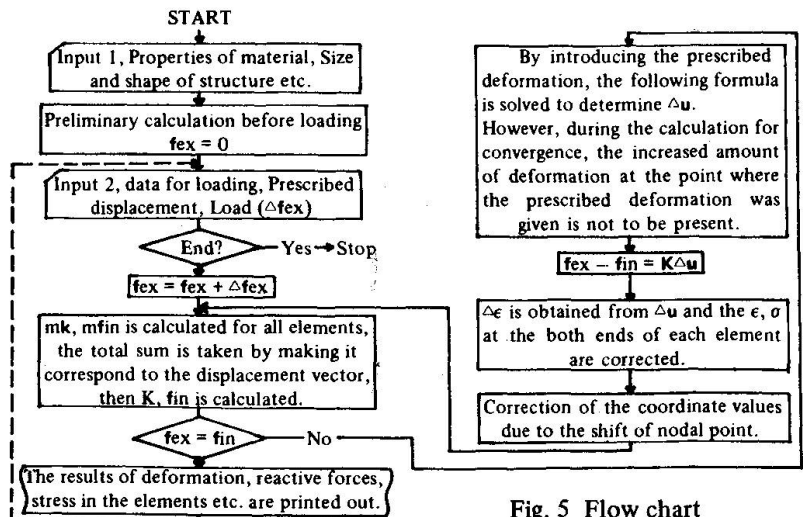 START
Input 1, Properties of material, Size
and shape of structure etc.
Preliminary calculation before loading
fex = 0
Input 2, data for loading, Prescribed
displacement, Load (△fex)
End?
Yes
Stop
fex = fex + △fex
mk, mfin is calculated for all elements,
the total sum is taken by making it
correspond to the displacement vector,
then K, fin is calculated.
fex = fin
No
The results of deformation, reactive forces,
stress in the elements etc. are printed out.
By introducing the prescribed
deformation, the following formula
is solved to determine △u.
However, during the calculation for
convergence, the increased amount
of deformation at the point where
the prescribed deformation was
given is not to be present.
fex − fin = K△u
△ϵ is obtained from △u and the ϵ, σ
at the both ends of each element
are corrected.
Correction of the coordinate values
due to the shift of nodal point.
Fig. 5 Flow chart